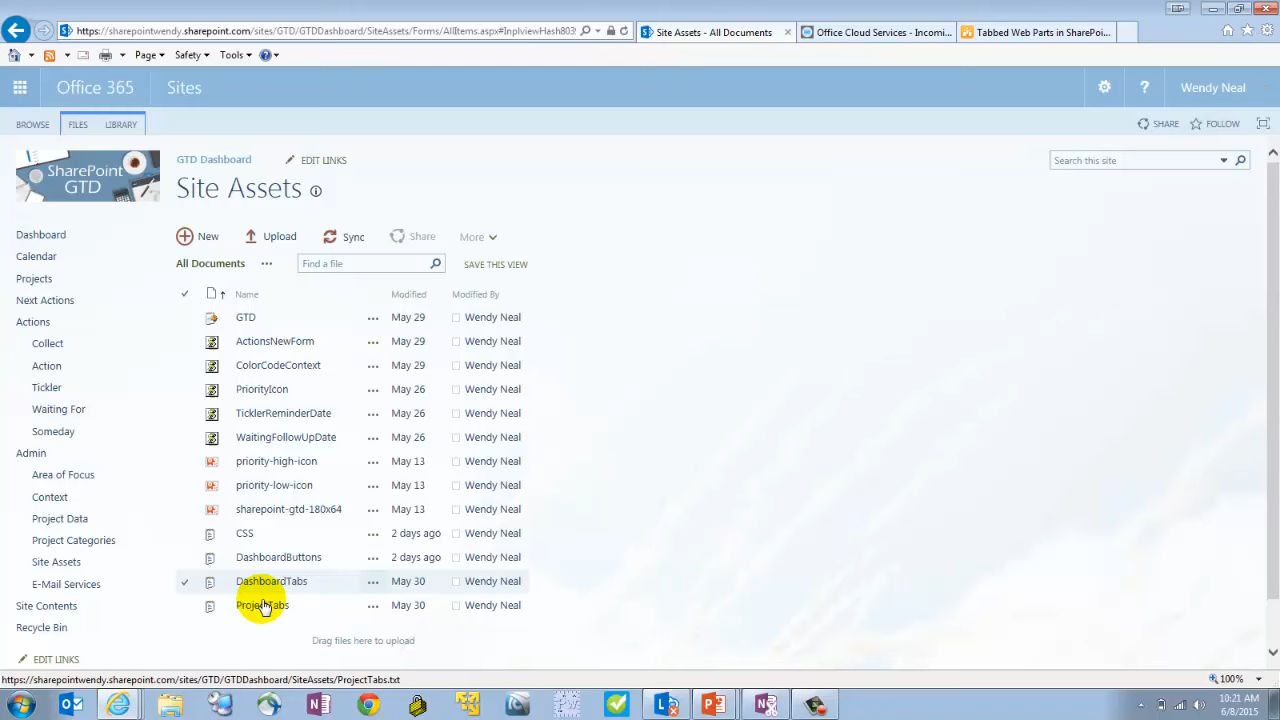 https://sharepointwendy.sharepoint.com/sites/GTD/GTDDashboard/SiteAssets/Forms/AllItems.aspx#InplviewHash803
Site Assets - All Documents
Office Cloud Services - Incomi...
Tabbed Web Parts in SharePoi...
Page
Safety
Tools
Office 365
Sites
?
Wendy Neal
BROWSE
FILES
LIBRARY
SHARE
FOLLOW
SharePoint
GTD
GTD Dashboard
EDIT LINKS
Search this site
Site Assets
Dashboard
Calendar
Projects
Next Actions
Actions
Collect
Action
Tickler
Waiting For
Someday
Admin
Area of Focus
Context
Project Data
Project Categories
Site Assets
E-Mail Services
Site Contents
Recycle Bin
EDIT LINKS
New
Upload
Sync
Share
More
All Documents
...
Find a file
SAVE THIS VIEW
Name Modified Modified By
GTD ... May 29 Wendy Neal
ActionsNewForm ... May 29 Wendy Neal
ColorCodeContext ... May 29 Wendy Neal
PriorityIcon ... May 26 Wendy Neal
TicklerReminderDate ... May 26 Wendy Neal
WaitingFollowUpDate ... May 26 Wendy Neal
priority-high-icon ... May 13 Wendy Neal
priority-low-icon ... May 13 Wendy Neal
sharepoint-gtd-180x64 ... May 13 Wendy Neal
CSS ... 2 days ago Wendy Neal
DashboardButtons ... 2 days ago Wendy Neal
DashboardTabs ... May 30 Wendy Neal
ProjectTabs ... May 30 Wendy Neal
Drag files here to upload
https://sharepointwendy.sharepoint.com/sites/GTD/GTDDashboard/SiteAssets/ProjectTabs.txt
100%
10:21 AM
6/8/2015